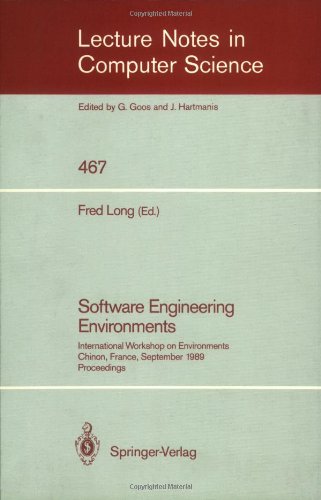 Lecture Notes in
Computer Science
Edited by G. Goos and J. Hartmanis
467
Fred Long (Ed.)
Software Engineering
Environments
International Workshop on Environments
Chinon, France, September 1989
Proceedings
Springer-Verlag